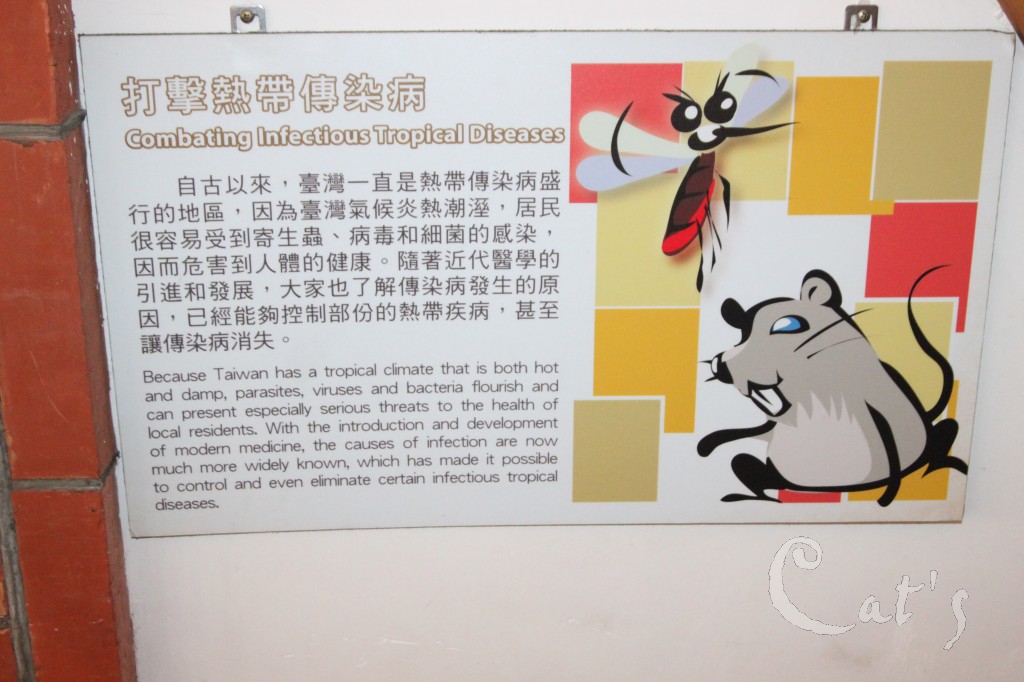 打擊熱帶傳染病
Combating Infectious Tropical Diseases
自古以來，臺灣一直是熱帶傳染病盛
行的地區，因為臺灣氣候炎熱潮溼，居民
很容易受到寄生蟲、病毒和細菌的感染，
因而危害到人體的健康。隨著近代醫學的
引進和發展，大家也了解傳染病發生的原
因，已經能夠控制部份的熱帶疾病，甚至
讓傳染病消失。
Because Taiwan has a tropical climate that is both hot
and damp, parasites, viruses and bacteria flourish and
can present especially serious threats to the health of
local residents. With the introduction and development
of modern medicine, the causes of infection are now
much more widely known, which has made it possible
to control and even eliminate certain infectious tropical
diseases.
Cat's